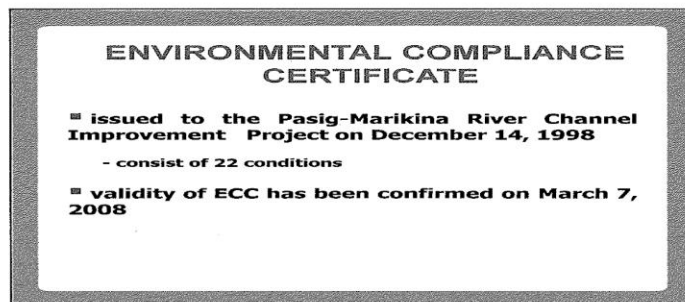 ENVIRONMENTAL COMPLIANCE
CERTIFICATE
▪ issued to the Pasig-Marikina River Channel
Improvement Project on December 14, 1998
- consist of 22 conditions
▪ validity of ECC has been confirmed on March 7,
2008